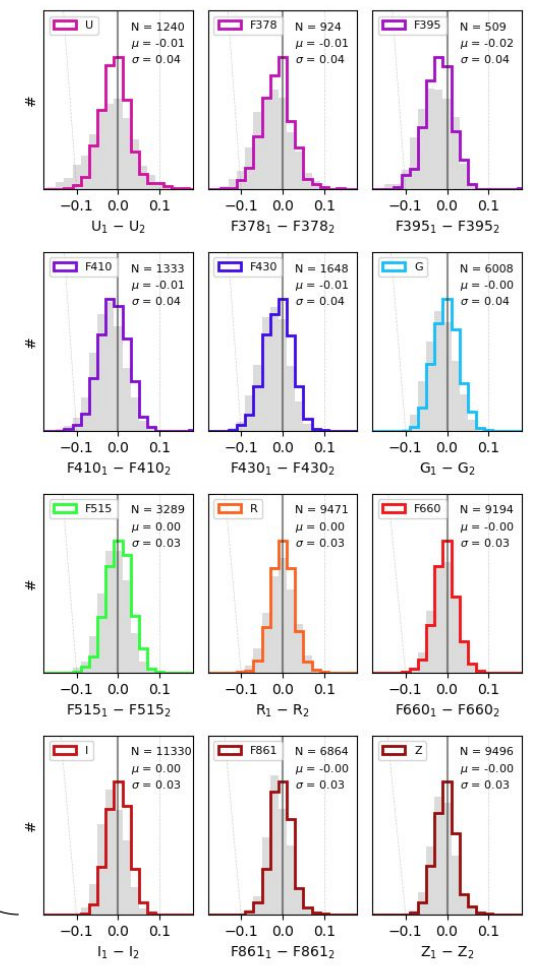 U
N = 1240
μ = -0.01
σ = 0.04
F378
N = 924
μ = -0.01
σ = 0.04
F395
N = 509
μ = -0.02
σ = 0.04
#
−0.1 0.0 0.1
−0.1 0.0 0.1
−0.1 0.0 0.1
U₁ − U₂
F378₁ − F378₂
F395₁ − F395₂
F410
N = 1333
μ = -0.01
σ = 0.04
F430
N = 1648
μ = -0.01
σ = 0.04
G
N = 6008
μ = -0.00
σ = 0.04
#
−0.1 0.0 0.1
−0.1 0.0 0.1
−0.1 0.0 0.1
F410₁ − F410₂
F430₁ − F430₂
G₁ − G₂
F515
N = 3289
μ = 0.00
σ = 0.03
R
N = 9471
μ = 0.00
σ = 0.03
F660
N = 9194
μ = -0.00
σ = 0.03
#
−0.1 0.0 0.1
−0.1 0.0 0.1
−0.1 0.0 0.1
F515₁ − F515₂
R₁ − R₂
F660₁ − F660₂
I
N = 11330
μ = 0.00
σ = 0.03
F861
N = 6864
μ = -0.00
σ = 0.03
Z
N = 9496
μ = -0.00
σ = 0.03
#
−0.1 0.0 0.1
−0.1 0.0 0.1
−0.1 0.0 0.1
I₁ − I₂
F861₁ − F861₂
Z₁ − Z₂